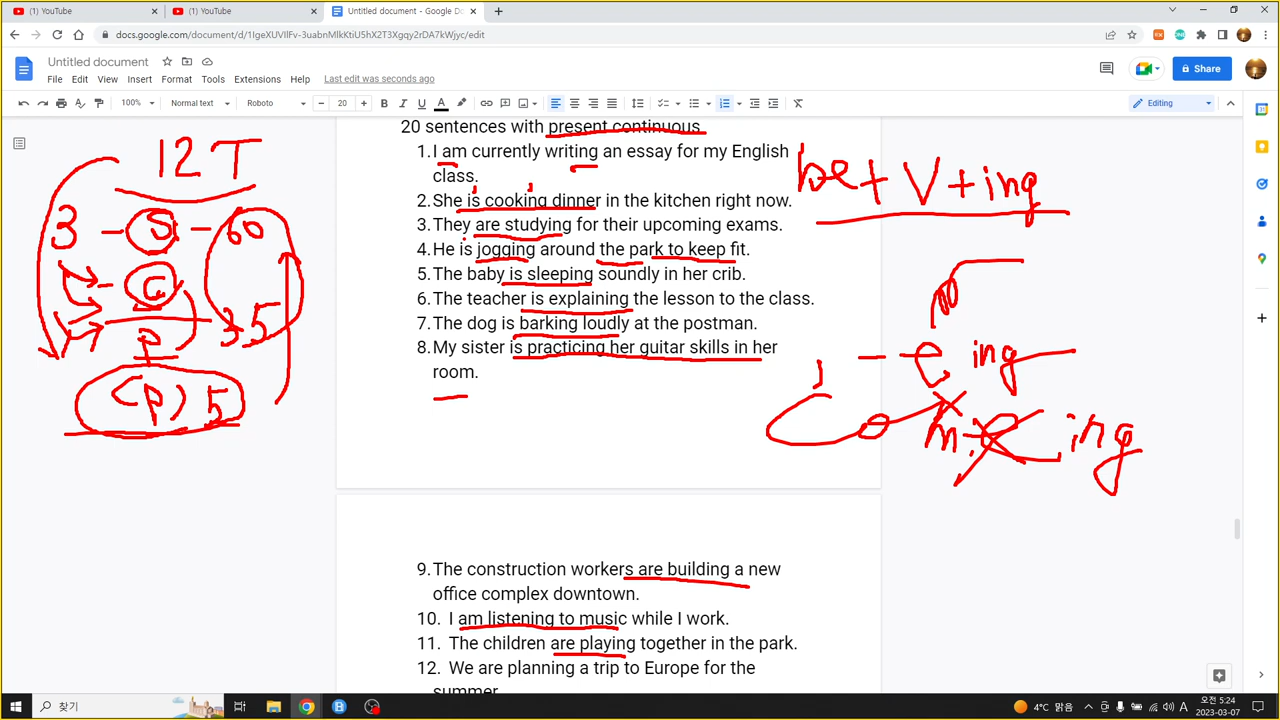 (1) YouTube
(1) YouTube
Untitled document - Google Do
docs.google.com/document/d/1IgeXUVIlFv-3uabnMlkKtiU5hX2T3Xgqy2rDA7kWjyc/edit
Untitled document
File Edit View Insert Format Tools Extensions Help Last edit was seconds ago
Share
100% Normal text Roboto 20 B I U A Editing
20 sentences with present continuous
1. I am currently writing an essay for my English
class.
2. She is cooking dinner in the kitchen right now.
3. They are studying for their upcoming exams.
4. He is jogging around the park to keep fit.
5. The baby is sleeping soundly in her crib.
6. The teacher is explaining the lesson to the class.
7. The dog is barking loudly at the postman.
8. My sister is practicing her guitar skills in her
room.
9. The construction workers are building a new
office complex downtown.
10. I am listening to music while I work.
11. The children are playing together in the park.
12. We are planning a trip to Europe for the
summer.
12 T
3 - S - 60
- C
P 35
(P) 5
be + V + ing
- e ing
ing
찾기
4°C 맑음
A
오전 5:24
2023-03-07